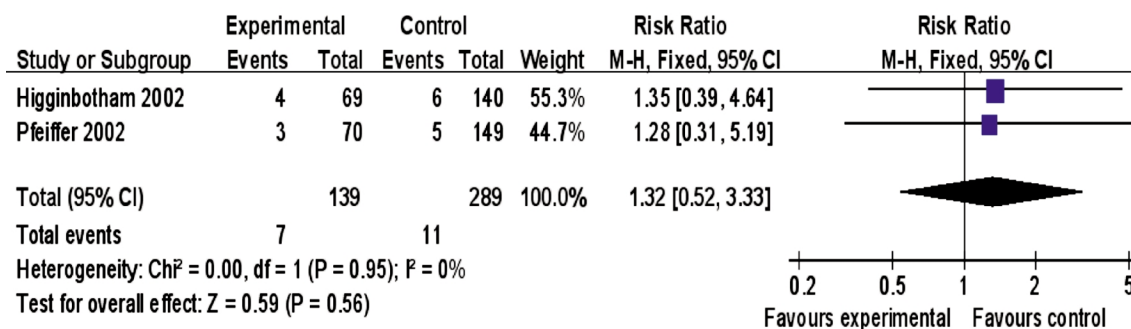 Experimental Control Risk Ratio Risk Ratio
Study or Subgroup Events Total Events Total Weight M-H, Fixed, 95% CI M-H, Fixed, 95% CI
Higginbotham 2002 4 69 6 140 55.3% 1.35 [0.39, 4.64]
Pfeiffer 2002 3 70 5 149 44.7% 1.28 [0.31, 5.19]
Total (95% CI) 139 289 100.0% 1.32 [0.52, 3.33]
Total events 7 11
Heterogeneity: Chi² = 0.00, df = 1 (P = 0.95); I² = 0%
Test for overall effect: Z = 0.59 (P = 0.56)
0.2 0.5 1 2 5
Favours experimental Favours control